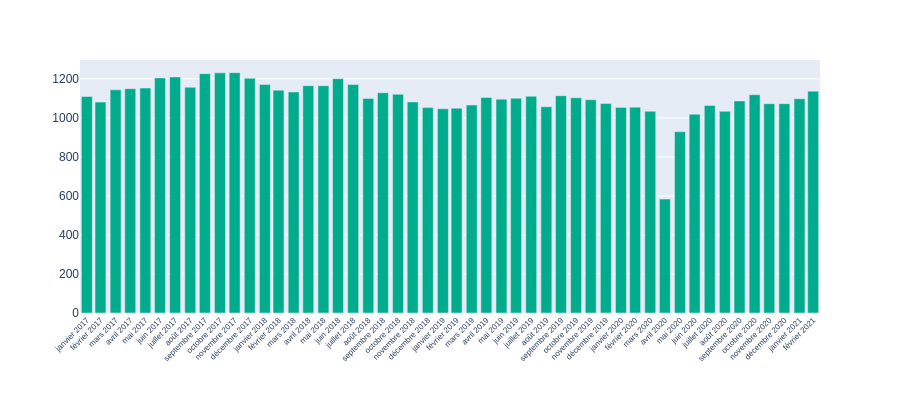 1200
1000
800
600
400
200
0
janvier 2017
février 2017
mars 2017
avril 2017
mai 2017
juin 2017
juillet 2017
août 2017
septembre 2017
octobre 2017
novembre 2017
décembre 2017
janvier 2018
février 2018
mars 2018
avril 2018
mai 2018
juin 2018
juillet 2018
août 2018
septembre 2018
octobre 2018
novembre 2018
décembre 2018
janvier 2019
février 2019
mars 2019
avril 2019
mai 2019
juin 2019
juillet 2019
août 2019
septembre 2019
octobre 2019
novembre 2019
décembre 2019
janvier 2020
février 2020
mars 2020
avril 2020
mai 2020
juin 2020
juillet 2020
août 2020
septembre 2020
octobre 2020
novembre 2020
décembre 2020
janvier 2021
février 2021